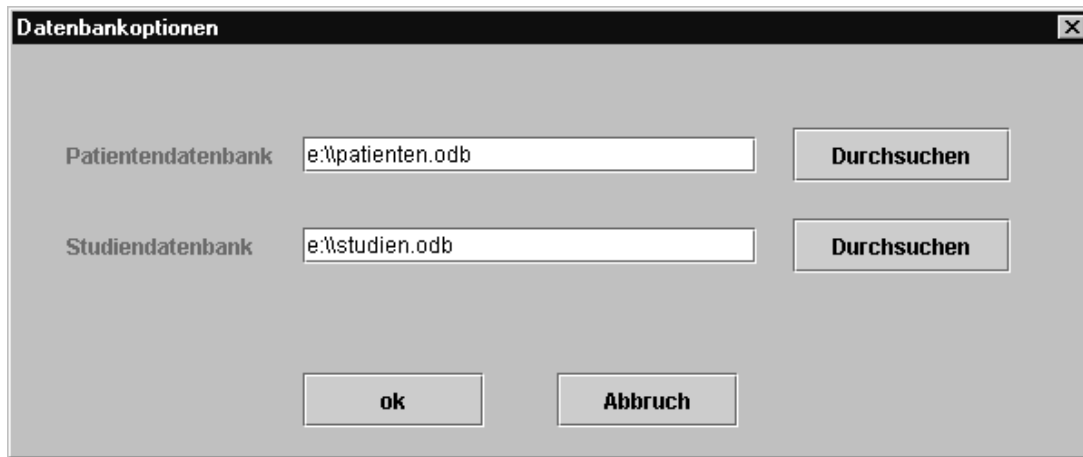 Datenbankoptionen
Patientendatenbank e:\\patienten.odb Durchsuchen
Studiendatenbank e:\\studien.odb Durchsuchen
ok Abbruch